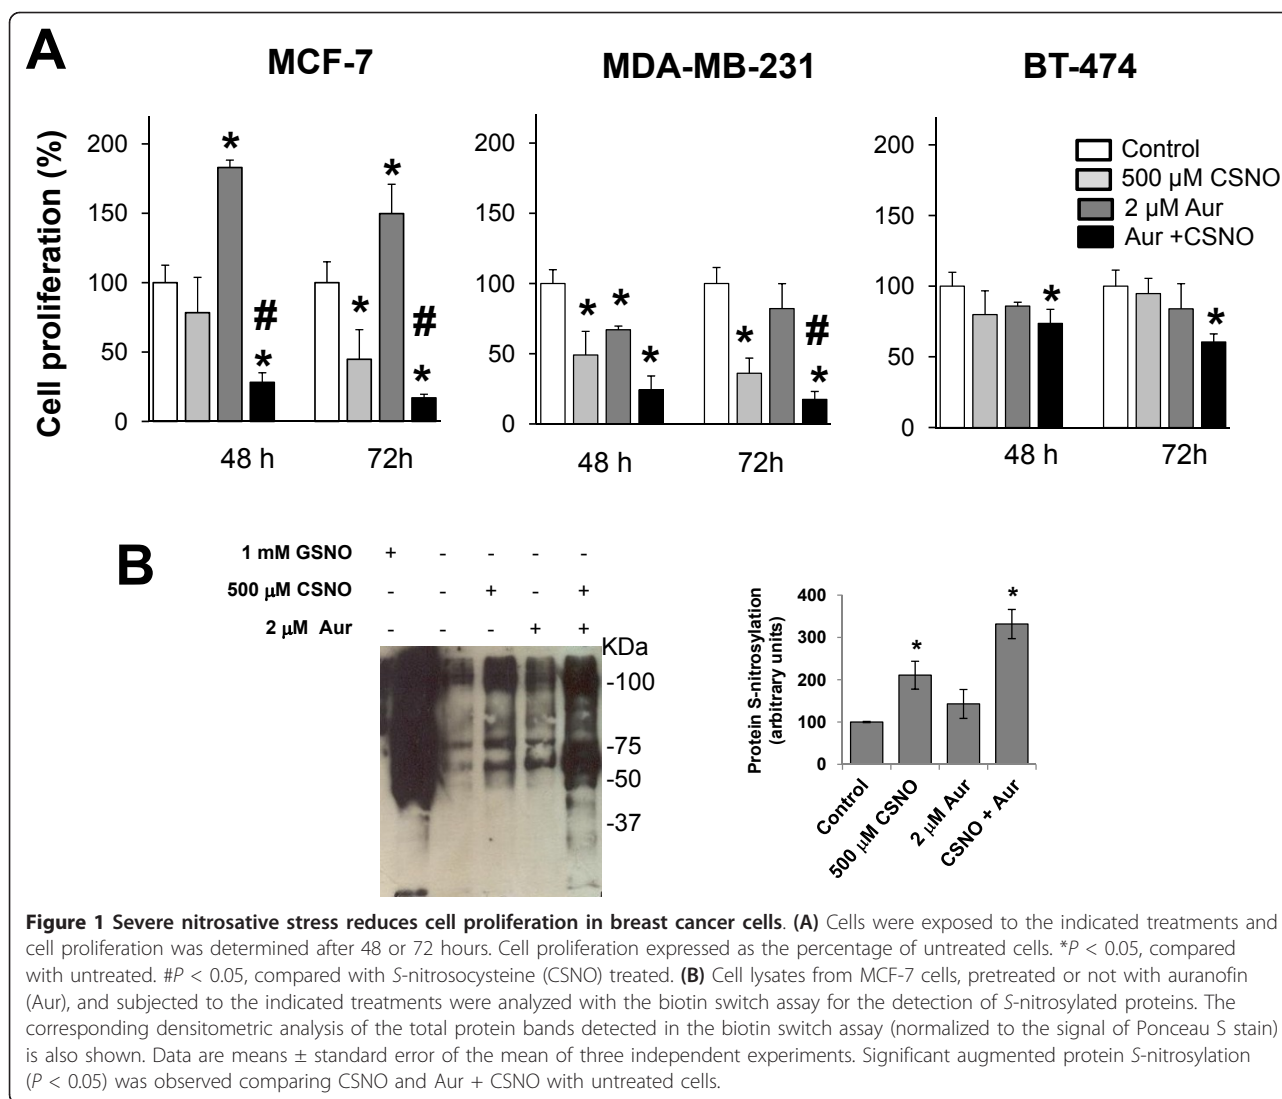 A
MCF-7
MDA-MB-231
BT-474
Cell proliferation (%)
200
150
100
50
0
* * # * * # *
48 h
72h
200
150
100
50
0
* * * * # *
48 h
72h
200
150
100
50
0
* *
48 h
72h
Control
500 µM CSNO
2 µM Aur
Aur +CSNO
B
1 mM GSNO + - - - -
500 µM CSNO - - + - +
2 µM Aur - - - + +
KDa
-100
-75
-50
-37
Protein S-nitrosylation
(arbitrary units)
400
300
200
100
0
* *
Control
500 µM CSNO
2 µM Aur
CSNO + Aur
Figure 1 Severe nitrosative stress reduces cell proliferation in breast cancer cells. (A) Cells were exposed to the indicated treatments and
cell proliferation was determined after 48 or 72 hours. Cell proliferation expressed as the percentage of untreated cells. *P < 0.05, compared
with untreated. #P < 0.05, compared with S-nitrosocysteine (CSNO) treated. (B) Cell lysates from MCF-7 cells, pretreated or not with auranofin
(Aur), and subjected to the indicated treatments were analyzed with the biotin switch assay for the detection of S-nitrosylated proteins. The
corresponding densitometric analysis of the total protein bands detected in the biotin switch assay (normalized to the signal of Ponceau S stain)
is also shown. Data are means ± standard error of the mean of three independent experiments. Significant augmented protein S-nitrosylation
(P < 0.05) was observed comparing CSNO and Aur + CSNO with untreated cells.